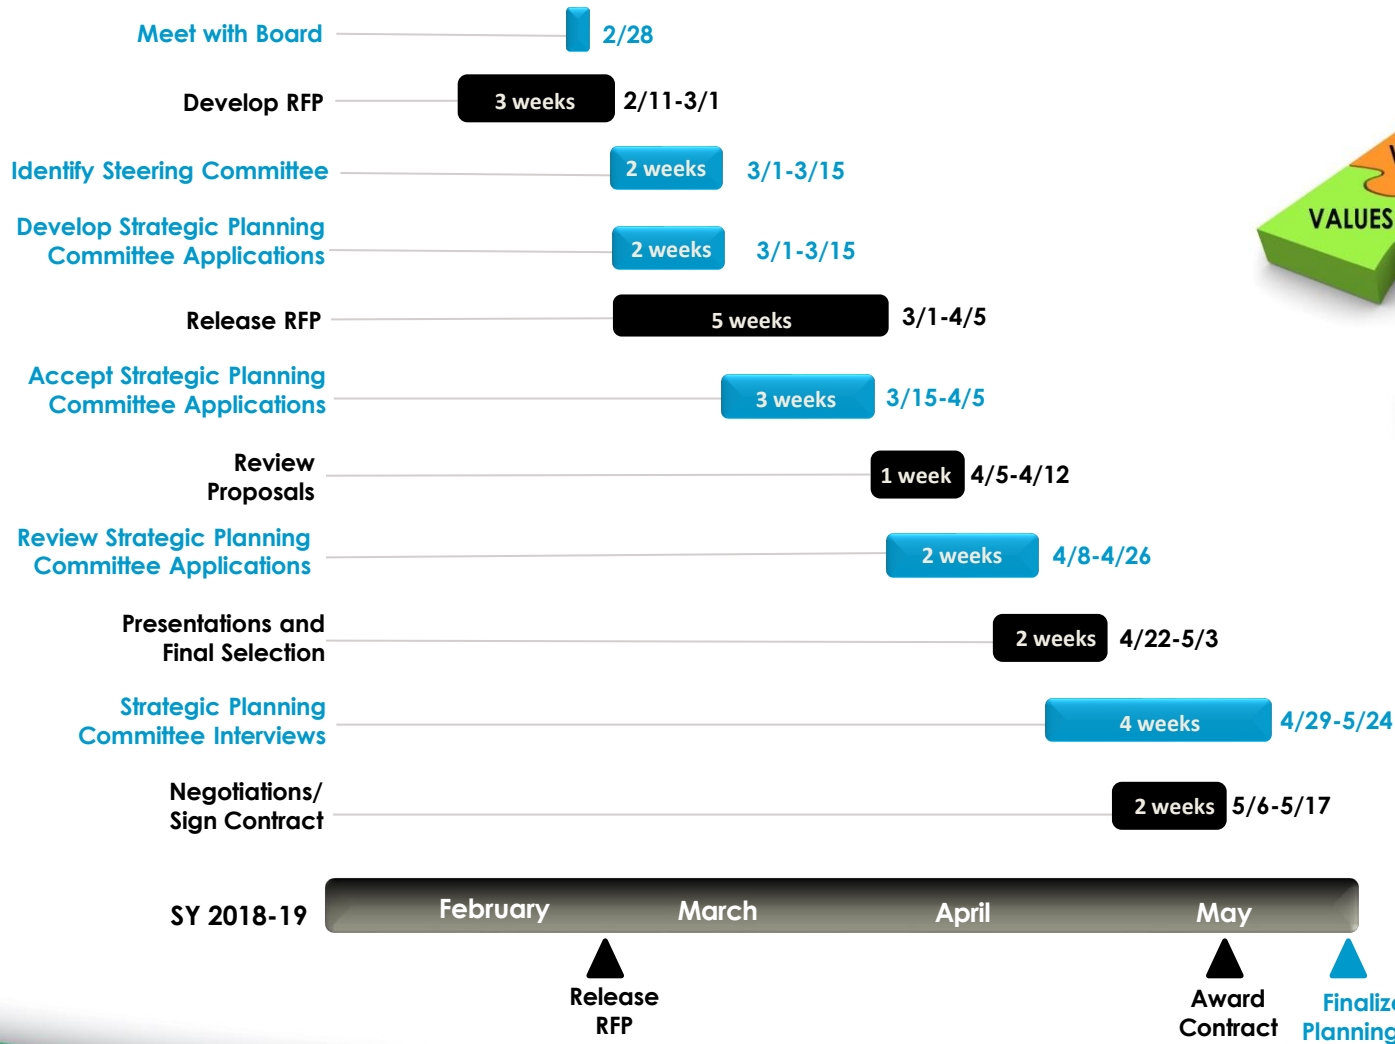 Meet with Board
2/28
Develop RFP
3 weeks
2/11-3/1
Identify Steering Committee
2 weeks
3/1-3/15
Develop Strategic Planning
Committee Applications
2 weeks
3/1-3/15
VALUES
Release RFP
5 weeks
3/1-4/5
Accept Strategic Planning
Committee Applications
3 weeks
3/15-4/5
Review
Proposals
1 week
4/5-4/12
Review Strategic Planning
Committee Applications
2 weeks
4/8-4/26
Presentations and
Final Selection
2 weeks
4/22-5/3
Strategic Planning
Committee Interviews
4 weeks
4/29-5/24
Negotiations/
Sign Contract
2 weeks
5/6-5/17
SY 2018-19
February
March
April
May
Release
RFP
Award
Contract
Finalize
Planning